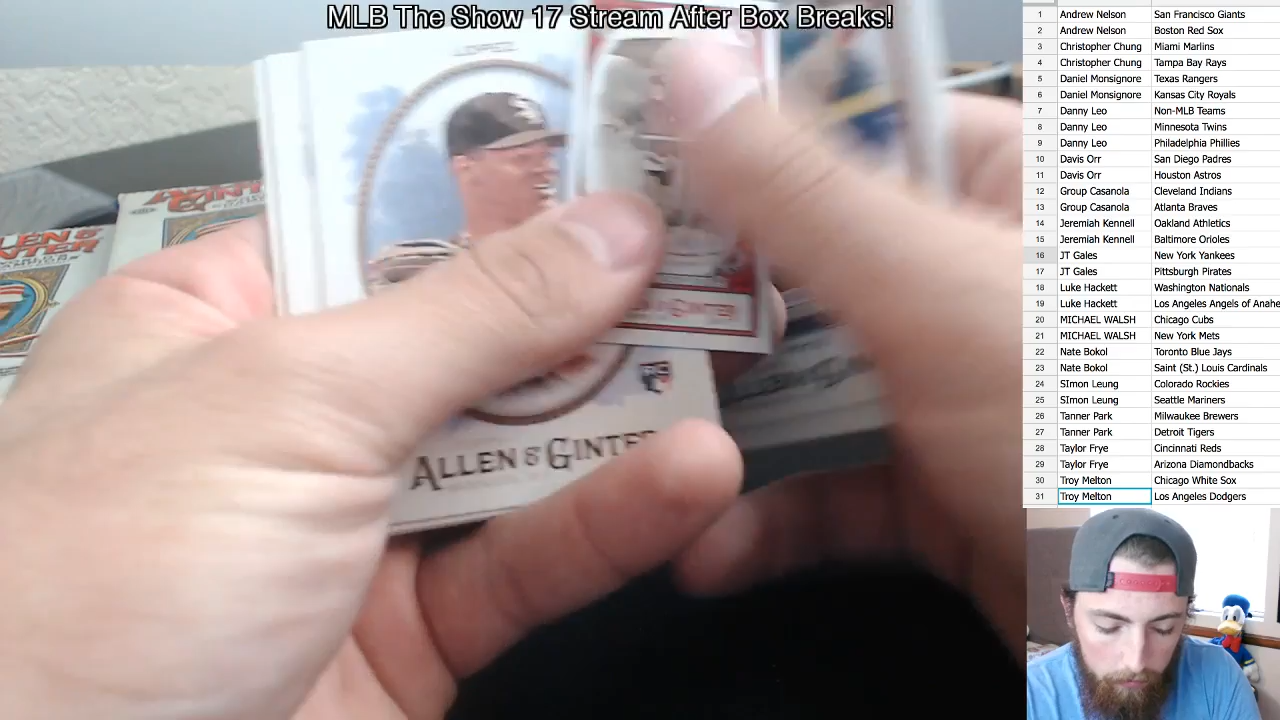 MLB The Show 17 Stream After Box Breaks!
1 Andrew Nelson San Francisco Giants
2 Andrew Nelson Boston Red Sox
3 Christopher Chung Miami Marlins
4 Christopher Chung Tampa Bay Rays
5 Daniel Monsignore Texas Rangers
6 Daniel Monsignore Kansas City Royals
7 Danny Leo Non-MLB Teams
8 Danny Leo Minnesota Twins
9 Danny Leo Philadelphia Phillies
10 Davis Orr San Diego Padres
11 Davis Orr Houston Astros
12 Group Casanola Cleveland Indians
13 Group Casanola Atlanta Braves
14 Jeremiah Kennell Oakland Athletics
15 Jeremiah Kennell Baltimore Orioles
16 JT Gales New York Yankees
17 JT Gales Pittsburgh Pirates
18 Luke Hackett Washington Nationals
19 Luke Hackett Los Angeles Angels of Anahe
20 MICHAEL WALSH Chicago Cubs
21 MICHAEL WALSH New York Mets
22 Nate Bokol Toronto Blue Jays
23 Nate Bokol Saint (St.) Louis Cardinals
24 SImon Leung Colorado Rockies
25 SImon Leung Seattle Mariners
26 Tanner Park Milwaukee Brewers
27 Tanner Park Detroit Tigers
28 Taylor Frye Cincinnati Reds
29 Taylor Frye Arizona Diamondbacks
30 Troy Melton Chicago White Sox
31 Troy Melton Los Angeles Dodgers
ALLEN & GINTER